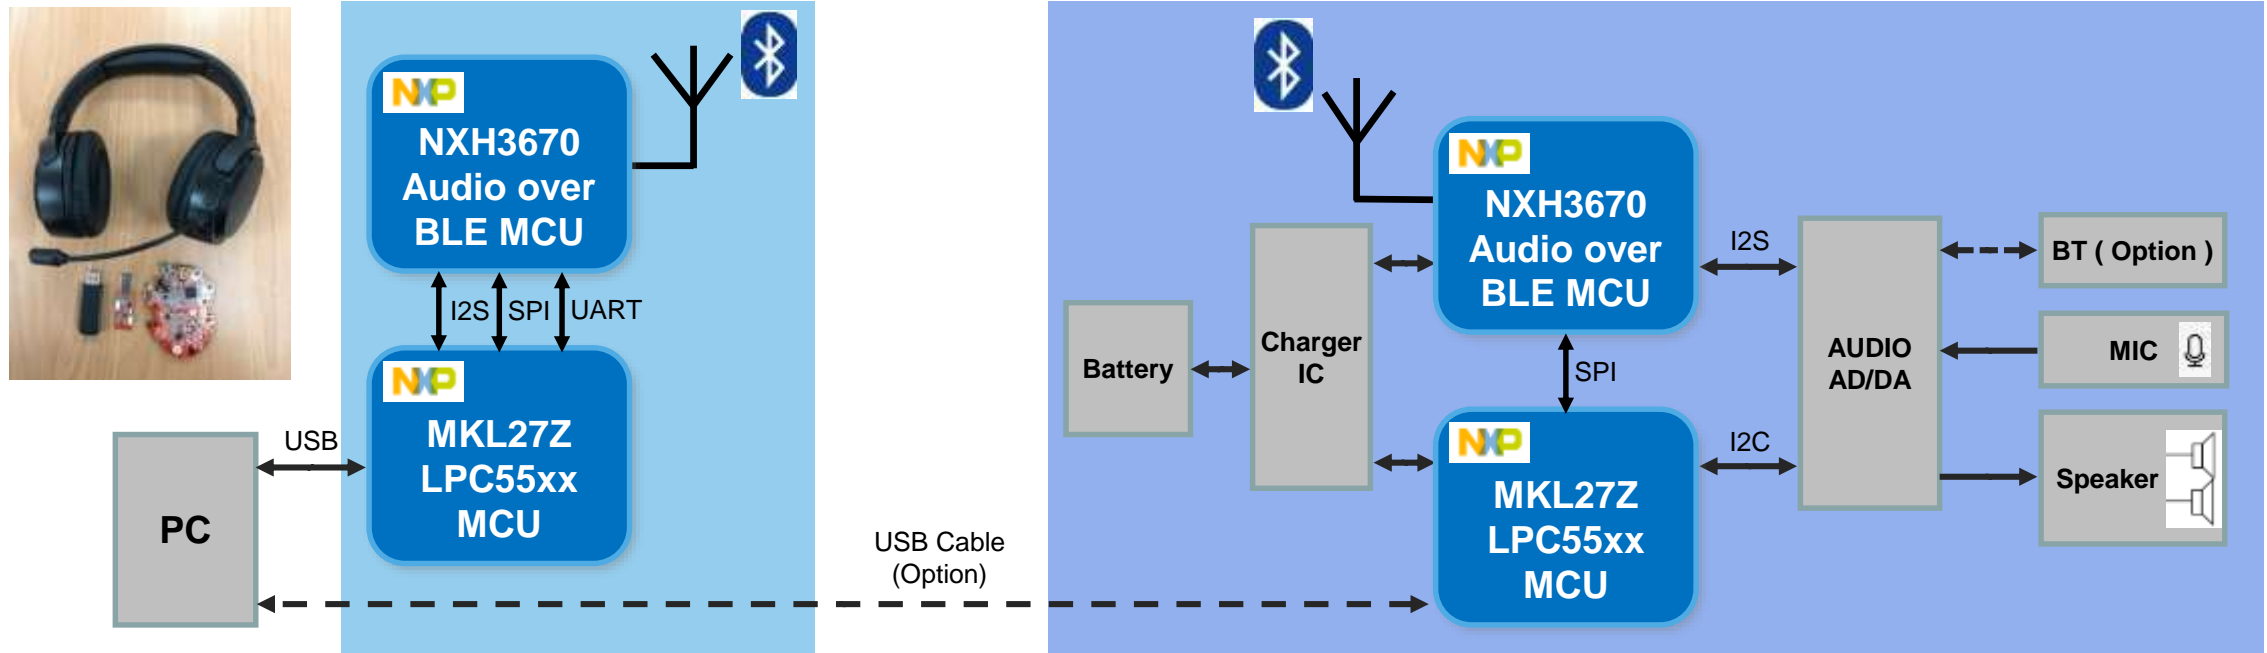 NXP
NXH3670
Audio over
BLE MCU
I2S
SPI
UART
NXP
MKL27Z
LPC55xx
MCU
USB
PC
USB Cable
(Option)
NXP
NXH3670
Audio over
BLE MCU
SPI
NXP
MKL27Z
LPC55xx
MCU
Battery
Charger
IC
I2S
I2C
AUDIO
AD/DA
BT ( Option )
MIC
Speaker